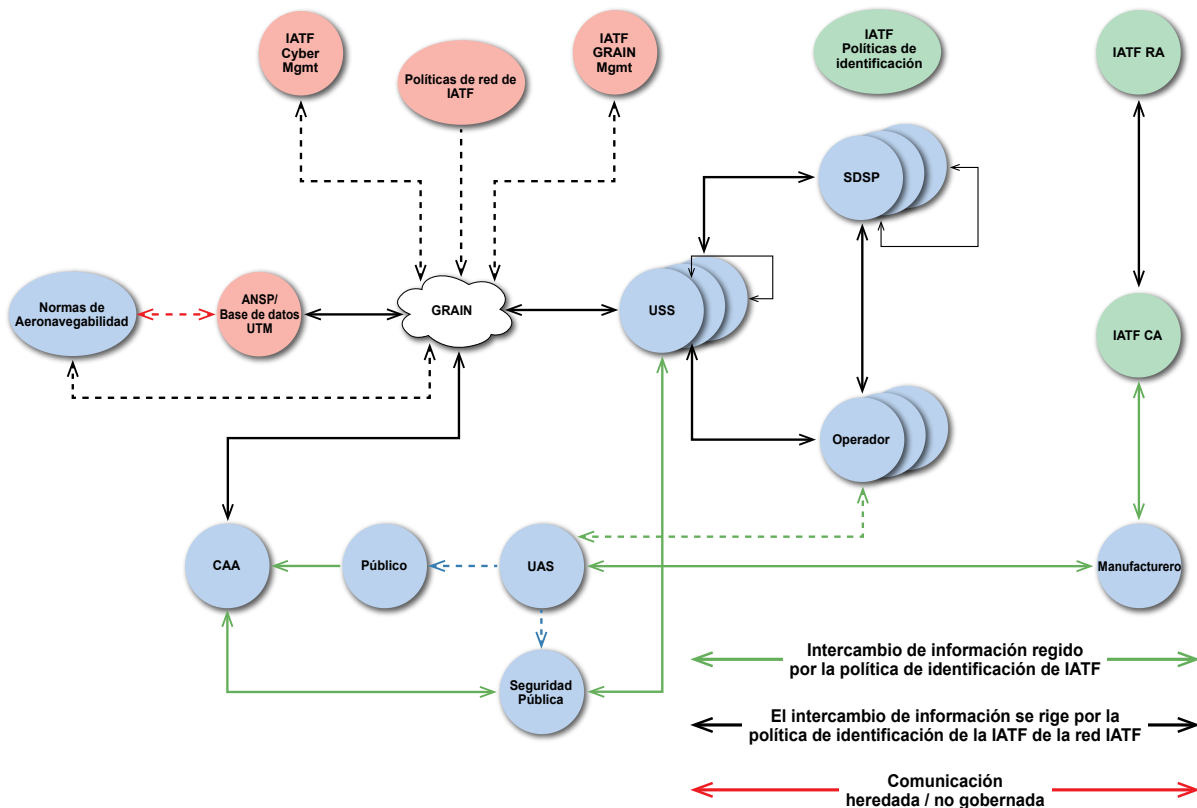 IATF
Cyber
Mgmt
Políticas de red de
IATF
IATF
GRAIN
Mgmt
IATF
Políticas de
identificación
IATF RA
SDSP
Normas de
Aeronavegabilidad
ANSP/
Base de datos
UTM
GRAIN
USS
IATF CA
Operador
CAA
Público
UAS
Manufacturero
Seguridad
Pública
Intercambio de información regido
por la política de identificación de IATF
El intercambio de información se rige por la
política de identificación de la IATF de la red IATF
Comunicación
heredada / no gobernada